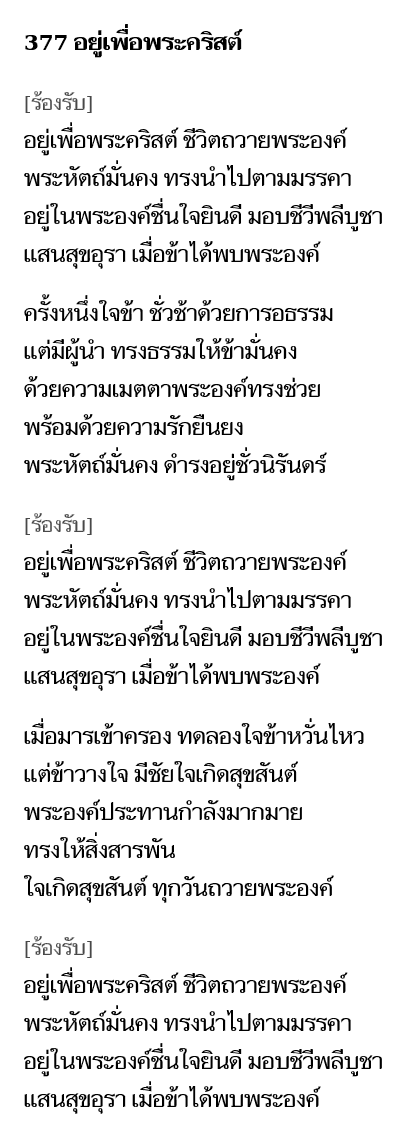 377 อยู่เพื่อพระคริสต์
[ร้องรับ]
อยู่เพื่อพระคริสต์ ชีวิตถวายพระองค์
พระหัตถ์มั่นคง ทรงนำไปตามมรรคา
อยู่ในพระองค์ชื่นใจยินดี มอบชีวีพลีบูชา
แสนสุขอุรา เมื่อข้าได้พบพระองค์
ครั้งหนึ่งใจข้า ชั่วช้าด้วยการอธรรม
แต่มีผู้นำ ทรงธรรมให้ข้ามั่นคง
ด้วยความเมตตาพระองค์ทรงช่วย
พร้อมด้วยความรักยืนยง
พระหัตถ์มั่นคง ดำรงอยู่ชั่วนิรันดร์
[ร้องรับ]
อยู่เพื่อพระคริสต์ ชีวิตถวายพระองค์
พระหัตถ์มั่นคง ทรงนำไปตามมรรคา
อยู่ในพระองค์ชื่นใจยินดี มอบชีวีพลีบูชา
แสนสุขอุรา เมื่อข้าได้พบพระองค์
เมื่อมารเข้าครอง ทดลองใจข้าหวั่นไหว
แต่ข้าวางใจ มีชัยใจเกิดสุขสันต์
พระองค์ประทานกำลังมากมาย
ทรงให้สิ่งสารพัน
ใจเกิดสุขสันต์ ทุกวันถวายพระองค์
[ร้องรับ]
อยู่เพื่อพระคริสต์ ชีวิตถวายพระองค์
พระหัตถ์มั่นคง ทรงนำไปตามมรรคา
อยู่ในพระองค์ชื่นใจยินดี มอบชีวีพลีบูชา
แสนสุขอุรา เมื่อข้าได้พบพระองค์